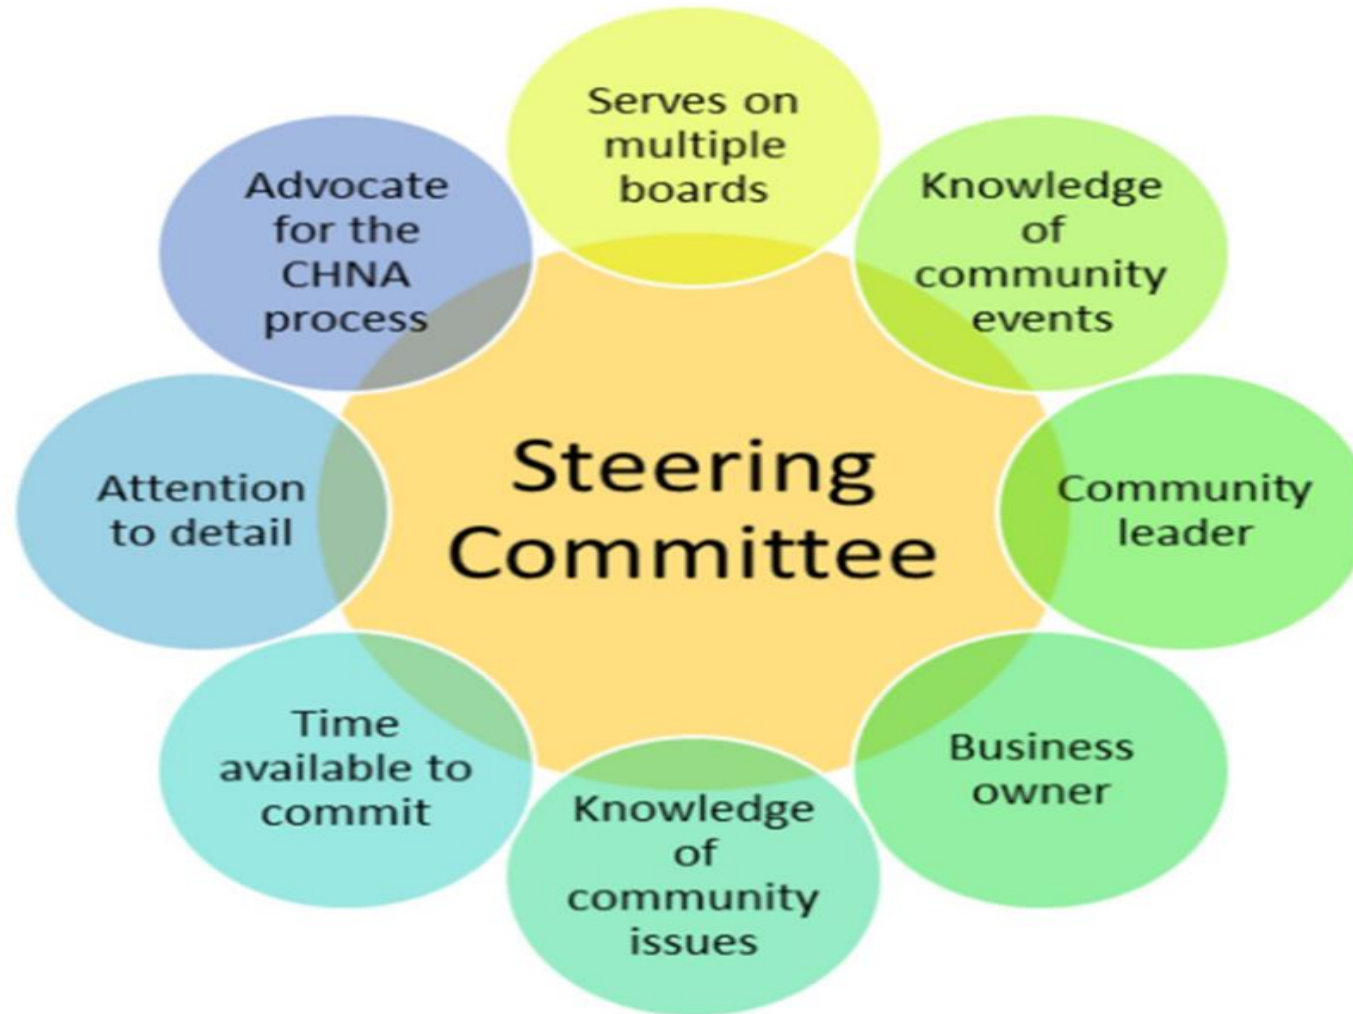 Serves on
multiple
boards
Knowledge
of
community
events
Community
leader
Business
owner
Knowledge
of
community
issues
Time
available to
commit
Attention
to detail
Advocate
for the
CHNA
process
Steering
Committee